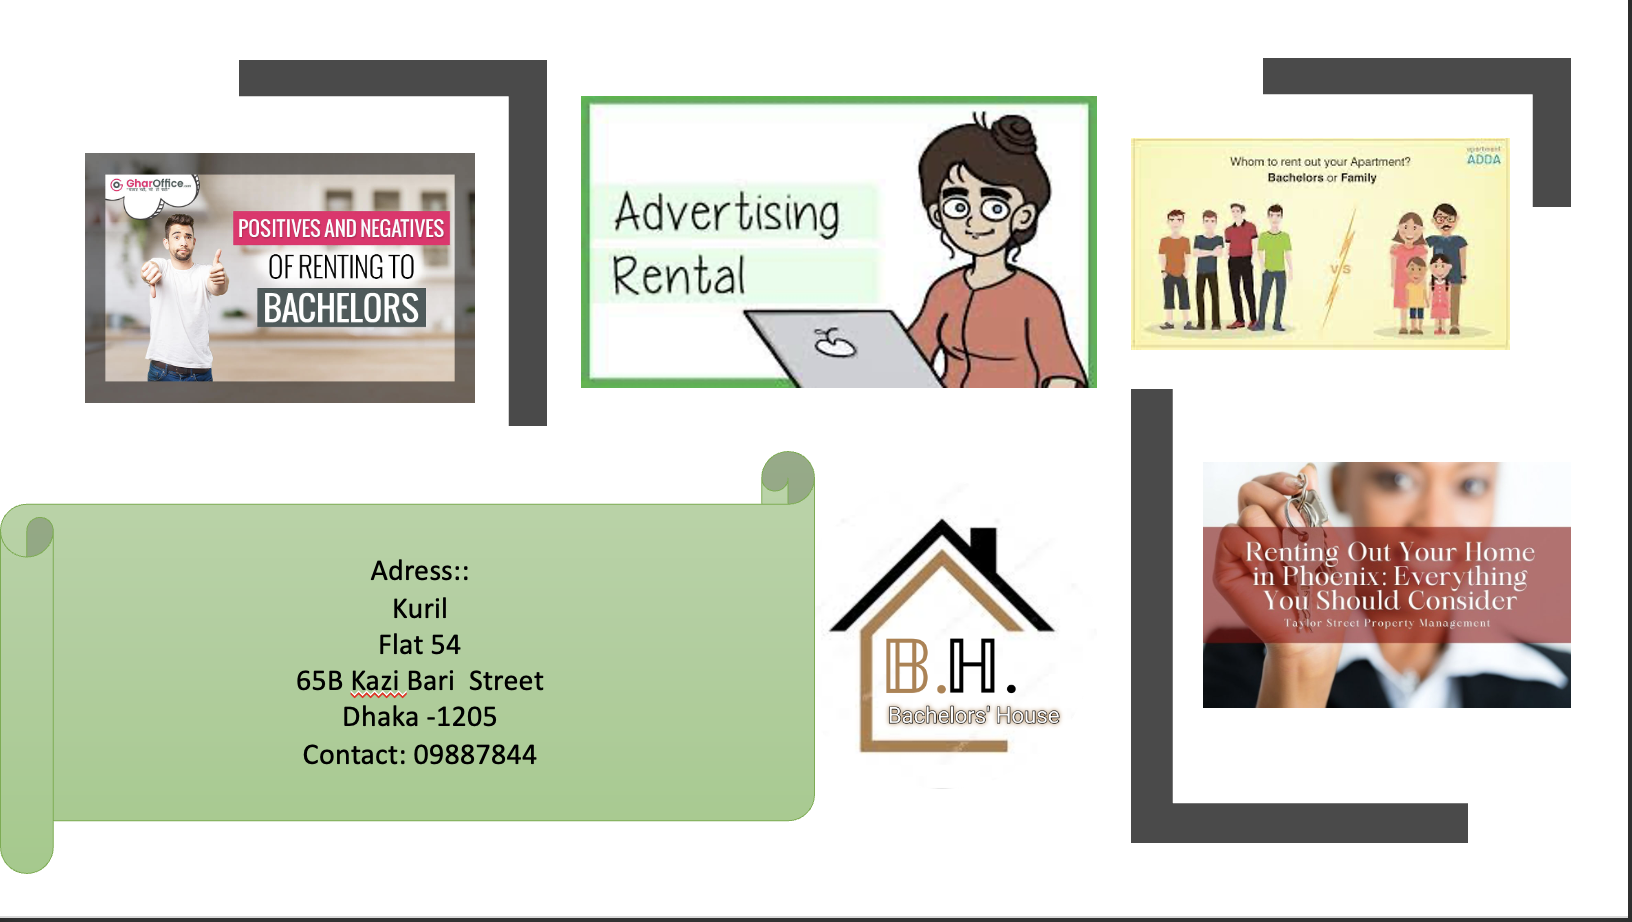 GharOffice.com
POSITIVES AND NEGATIVES
OF RENTING TO
BACHELORS
Advertising
Rental
apartment
ADDA
Whom to rent out your Apartment?
Bachelors or Family
VS
Renting Out Your Home
in Phoenix: Everything
You Should Consider
Taylor Street Property Management
Adress::
Kuril
Flat 54
65B Kazi Bari  Street
Dhaka -1205
Contact: 09887844
B.H.
Bachelors' House